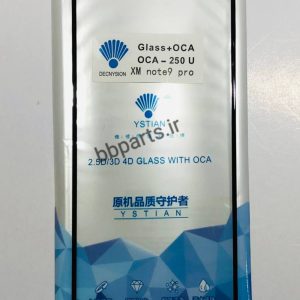 Glass+OCA
OCA-250 U
DECNYSION
XM note9 pro
bbparts.ir
YSTIAN
2.5D/3D 4D GLASS WITH OCA
原机品质守护者
YSTIAN